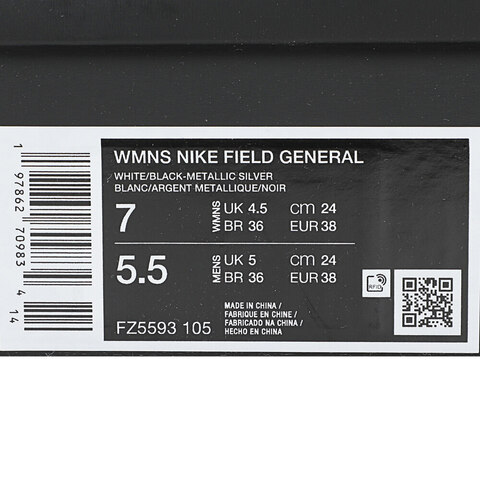 WMNS NIKE FIELD GENERAL
WHITE/BLACK-METALLIC SILVER
BLANC/ARGENT METALLIQUE/NOIR
7 WMNS UK 4.5 cm 24
BR 36 EUR 38
5.5 MENS UK 5 cm 24
BR 36 EUR 38
MADE IN CHINA /
FABRIQUE EN CHINE /
FABRICADO NA CHINA /
HECHO EN CHINA
FZ5593 105
RFID
1 97862 70983 4 14